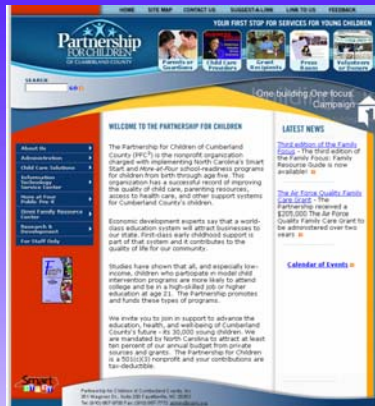 HOME SITE MAP CONTACT US SUGGEST-A-LINK LINK TO US FEEDBACK
YOUR FIRST STOP FOR SERVICES FOR YOUNG CHILDREN
Partnership
FOR CHILDREN
OF CUMBERLAND COUNTY
Parents or
Guardians
Child Care
Providers
Grant
Recipients
Press
Room
Volunteers
or Donors
SEARCH
GO
One building One focus
Campaign
WELCOME TO THE PARTNERSHIP FOR CHILDREN
LATEST NEWS
About Us
Administration
Child Care Solutions
Information
Technology
Service Center
More at Four
Public Pre-K
Omni Family Resource
Center
Research &
Development
For Staff Only
The Partnership for Children of Cumberland
County (PFC) is the nonprofit organization
charged with implementing North Carolina's Smart
Start and More at Four school-readiness programs
for children from birth through age five. This
organization has a successful record of improving
the quality of child care, parenting resources,
access to health care, and other support systems
for Cumberland County's children.
Economic development experts say that a world-
class education system will attract businesses to
our state. First-class early childhood support is
part of that system and it contributes to the
quality of life for our community.
Studies have shown that all, and especially low-
income, children who participate in model child
intervention programs are more likely to attend
college and be in a high-skilled job or higher
education at age 21. The Partnership promotes
and funds these types of programs.
We invite you to join in support to advance the
education, health, and well-being of Cumberland
County's future - its 30,000 young children. We
are mandated by North Carolina to attract at least
ten percent of our annual budget from private
sources and grants. The Partnership for Children
is a 501(c)(3) nonprofit and your contributions are
tax-deductible.
Third edition of the Family
Focus - The third edition of
the Family Focus: Family
Resource Guide is now
available!
The Air Force Quality Family
Care Grant - The
Partnership received a
$205,000 The Air Force
Quality Family Care Grant to
be administered over two
years
Calendar of Events
Smart
Partnership for Children of Cumberland County, Inc.